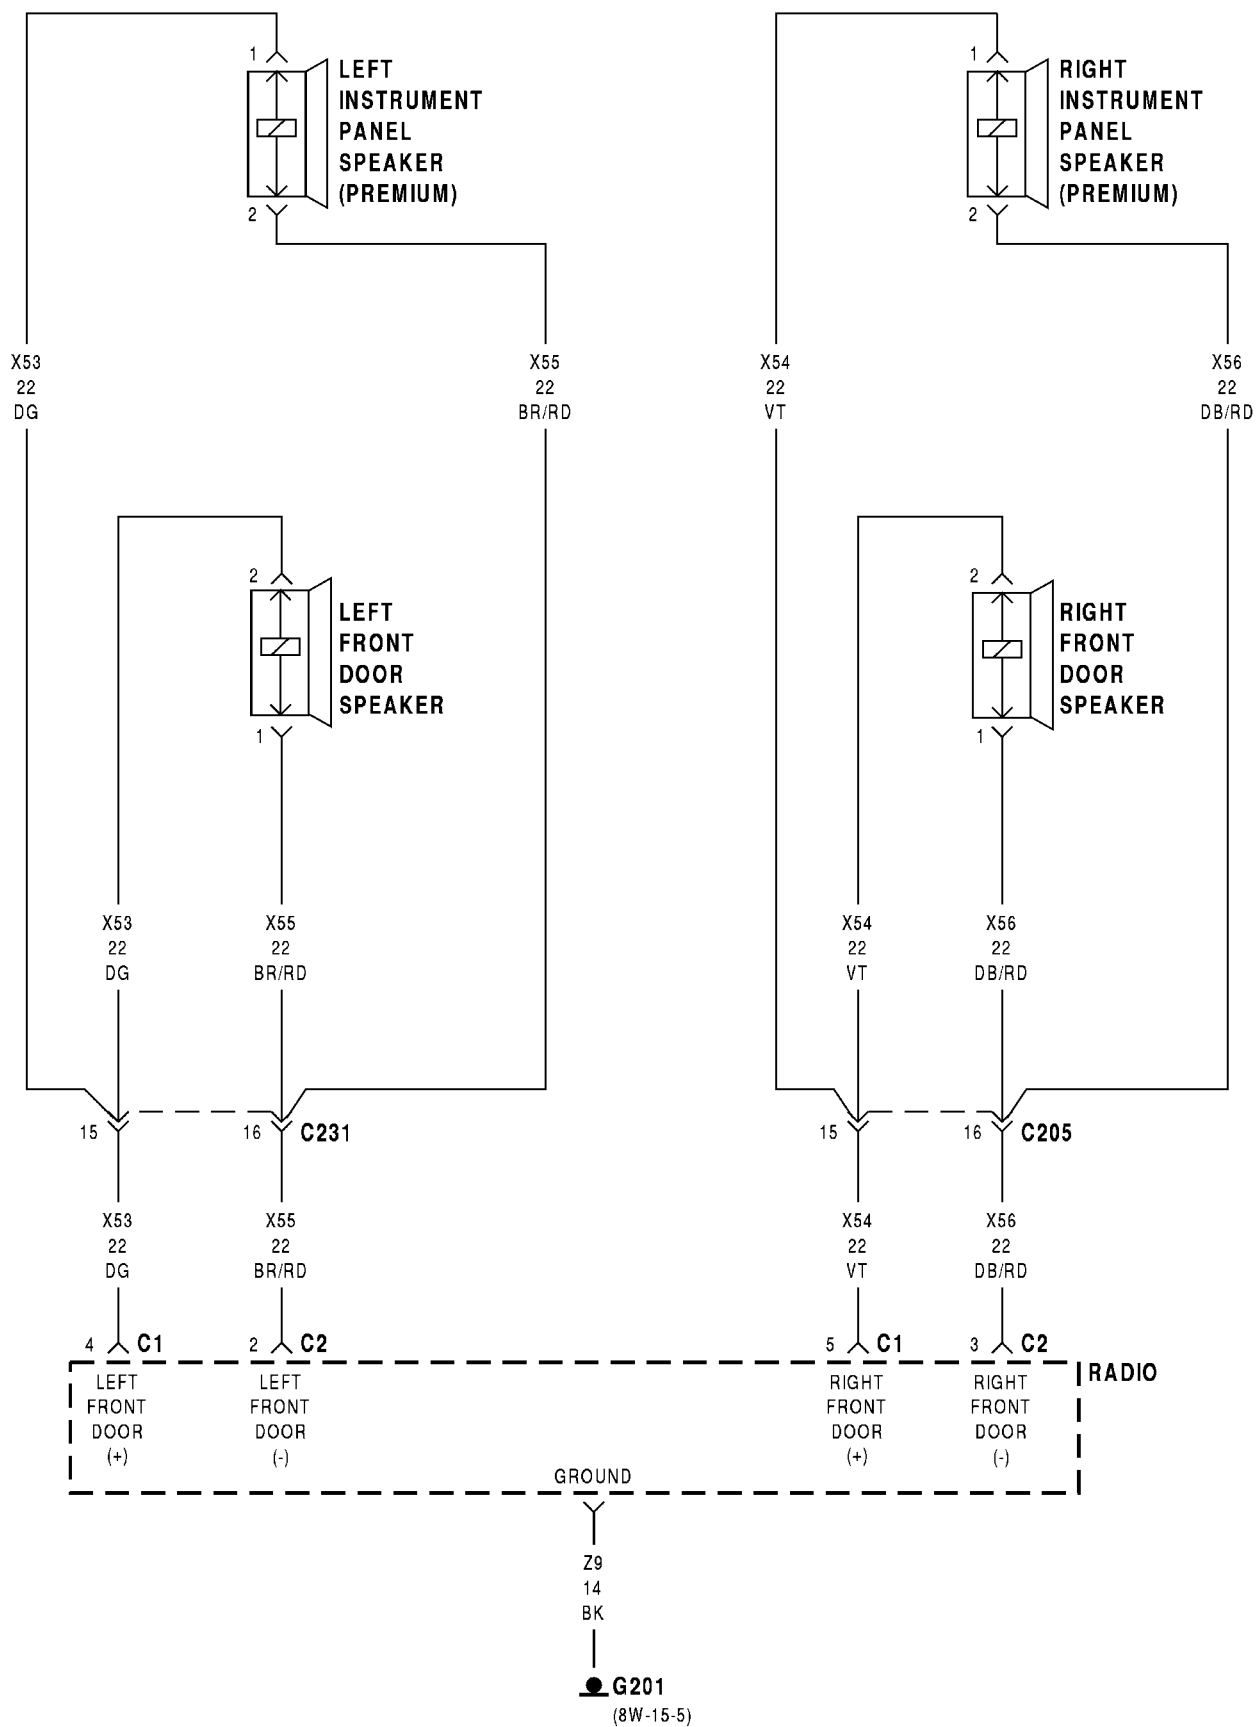 1
LEFT
INSTRUMENT
PANEL
SPEAKER
(PREMIUM)
2
1
RIGHT
INSTRUMENT
PANEL
SPEAKER
(PREMIUM)
2
X53
22
DG
X55
22
BR/RD
X54
22
VT
X56
22
DB/RD
2
LEFT
FRONT
DOOR
SPEAKER
1
2
RIGHT
FRONT
DOOR
SPEAKER
1
X53
22
DG
X55
22
BR/RD
X54
22
VT
X56
22
DB/RD
15
16
C231
15
16
C205
X53
22
DG
X55
22
BR/RD
X54
22
VT
X56
22
DB/RD
4
C1
2
C2
5
C1
3
C2
RADIO
LEFT
FRONT
DOOR
(+)
LEFT
FRONT
DOOR
(-)
RIGHT
FRONT
DOOR
(+)
RIGHT
FRONT
DOOR
(-)
GROUND
Z9
14
BK
G201
(8W-15-5)